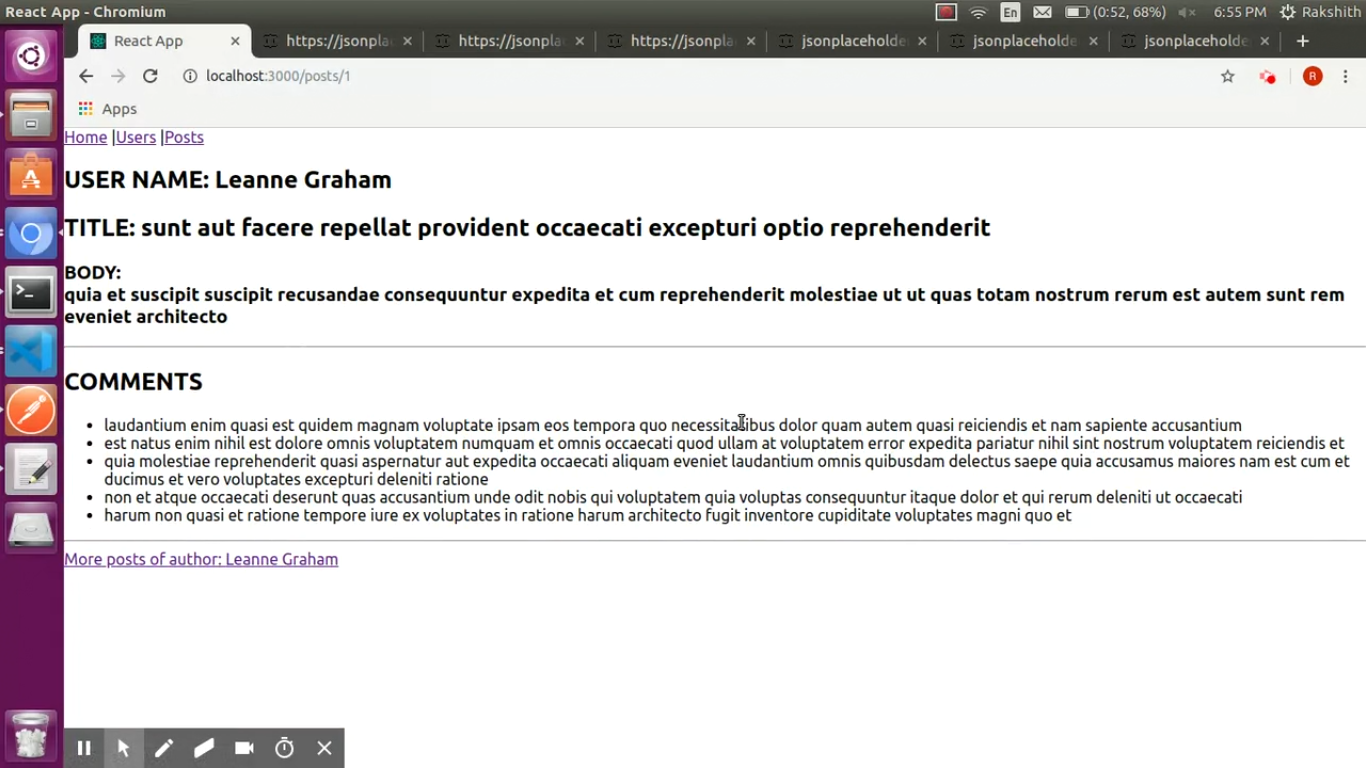 React App - Chromium
En
(0:52, 68%)
6:55 PM
Rakshith
React App
https://jsonpla
https://jsonpla
https://jsonpla
jsonplaceholde
jsonplaceholde
jsonplaceholde
localhost:3000/posts/1
R
Apps
Home |Users |Posts
USER NAME: Leanne Graham
TITLE: sunt aut facere repellat provident occaecati excepturi optio reprehenderit
BODY:
quia et suscipit suscipit recusandae consequuntur expedita et cum reprehenderit molestiae ut ut quas totam nostrum rerum est autem sunt rem
eveniet architecto
COMMENTS
• laudantium enim quasi est quidem magnam voluptate ipsam eos tempora quo necessitatibus dolor quam autem quasi reiciendis et nam sapiente accusantium
• est natus enim nihil est dolore omnis voluptatem numquam et omnis occaecati quod ullam at voluptatem error expedita pariatur nihil sint nostrum voluptatem reiciendis et
• quia molestiae reprehenderit quasi aspernatur aut expedita occaecati aliquam eveniet laudantium omnis quibusdam delectus saepe quia accusamus maiores nam est cum et
ducimus et vero voluptates excepturi deleniti ratione
• non et atque occaecati deserunt quas accusantium unde odit nobis qui voluptatem quia voluptas consequuntur itaque dolor et qui rerum deleniti ut occaecati
• harum non quasi et ratione tempore iure ex voluptates in ratione harum architecto fugit inventore cupiditate voluptates magni quo et
More posts of author: Leanne Graham